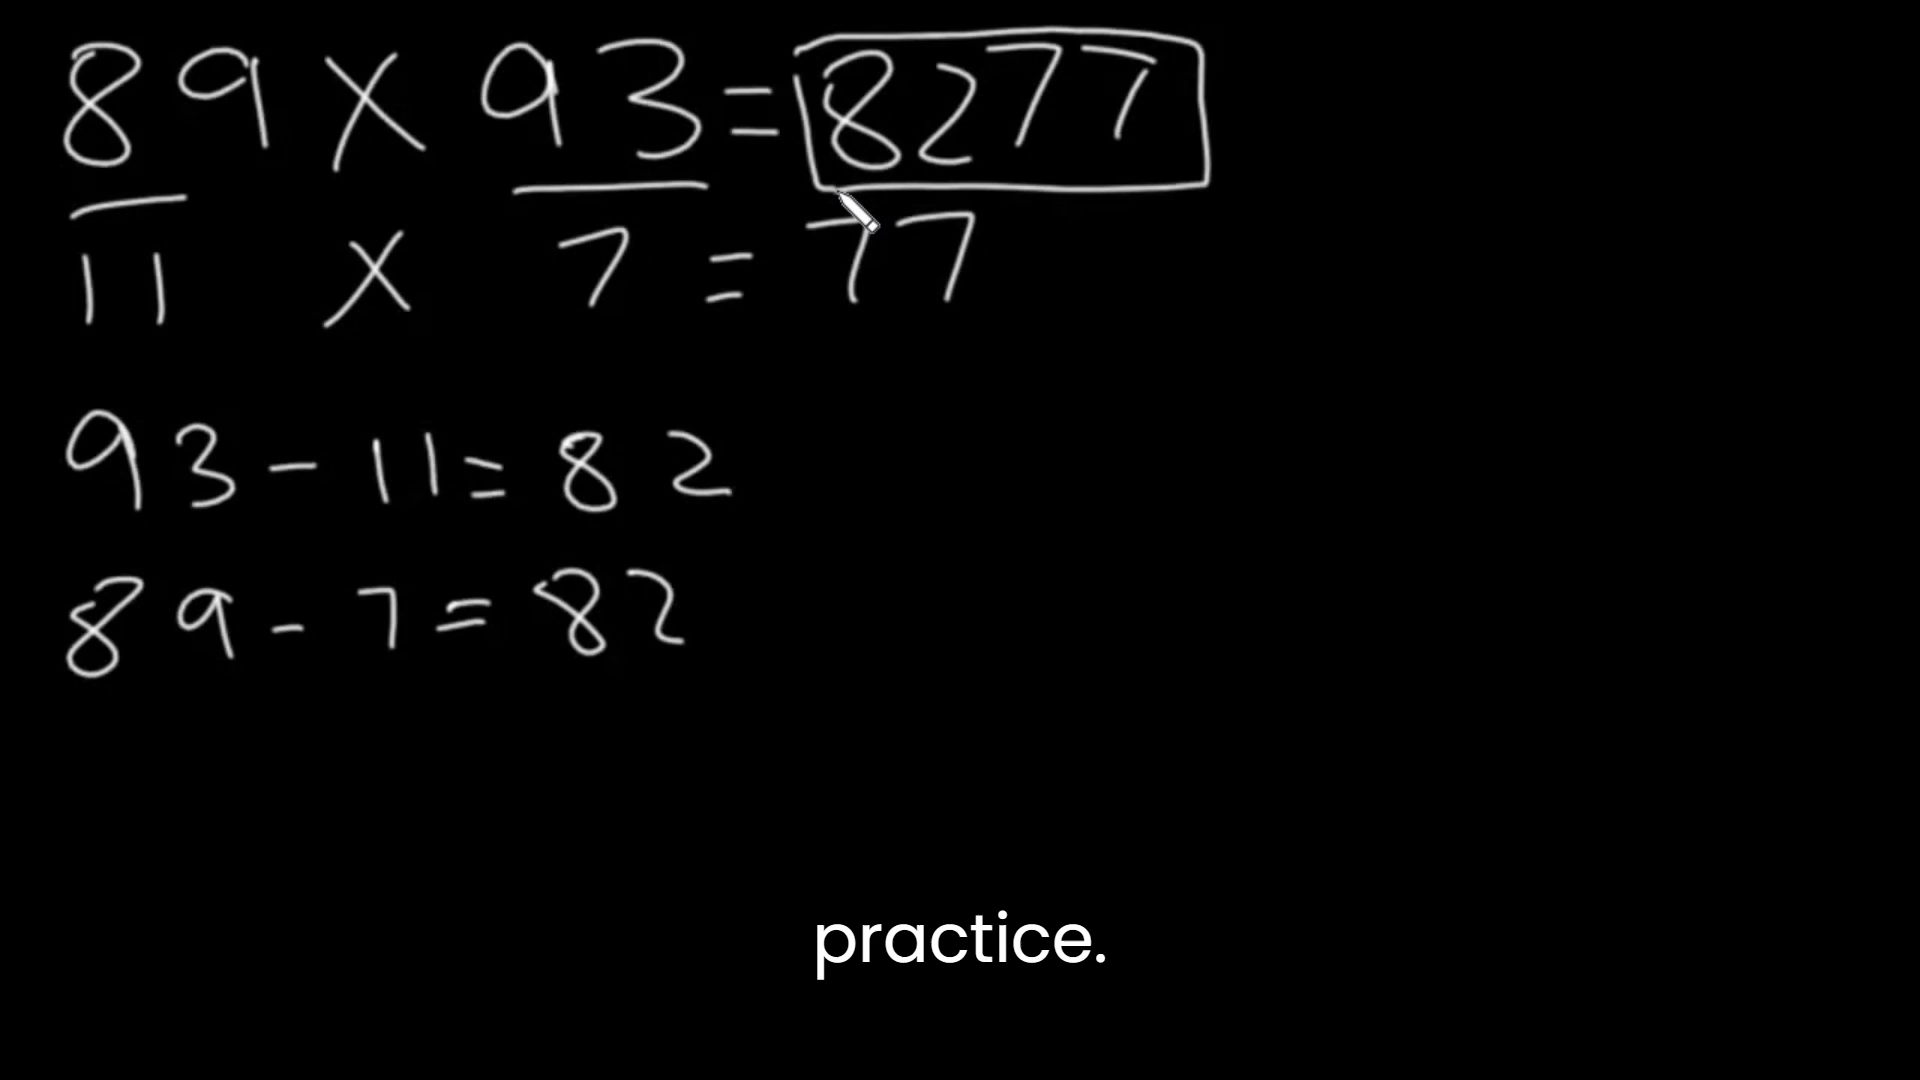 89 × 93 = 8277
11 × 7 = 77
93 - 11 = 82
89 - 7 = 82
practice.